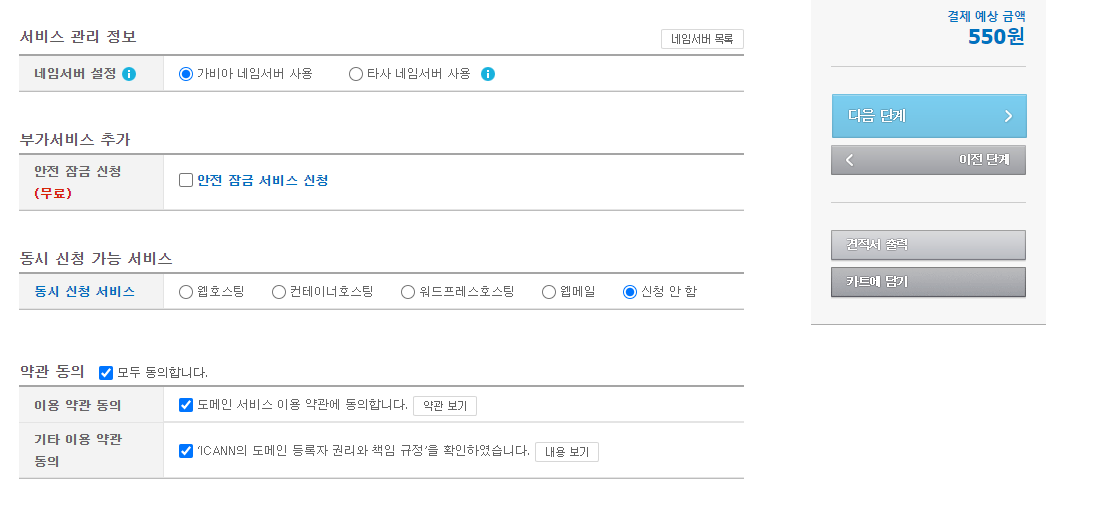 서비스 관리 정보
네임서버 목록
네임서버 설정
가비아 네임서버 사용
타사 네임서버 사용
부가서비스 추가
안전 잠금 신청
(무료)
안전 잠금 서비스 신청
동시 신청 가능 서비스
동시 신청 서비스
웹호스팅
컨테이너호스팅
워드프레스호스팅
웹메일
신청 안 함
약관 동의
모두 동의합니다.
이용 약관 동의
도메인 서비스 이용 약관에 동의합니다.
약관 보기
기타 이용 약관
동의
'ICANN의 도메인 등록자 권리와 책임 규정'을 확인하였습니다.
내용 보기
결제 예상 금액
550원
다음 단계
이전 단계
견적서 출력
카트에 담기